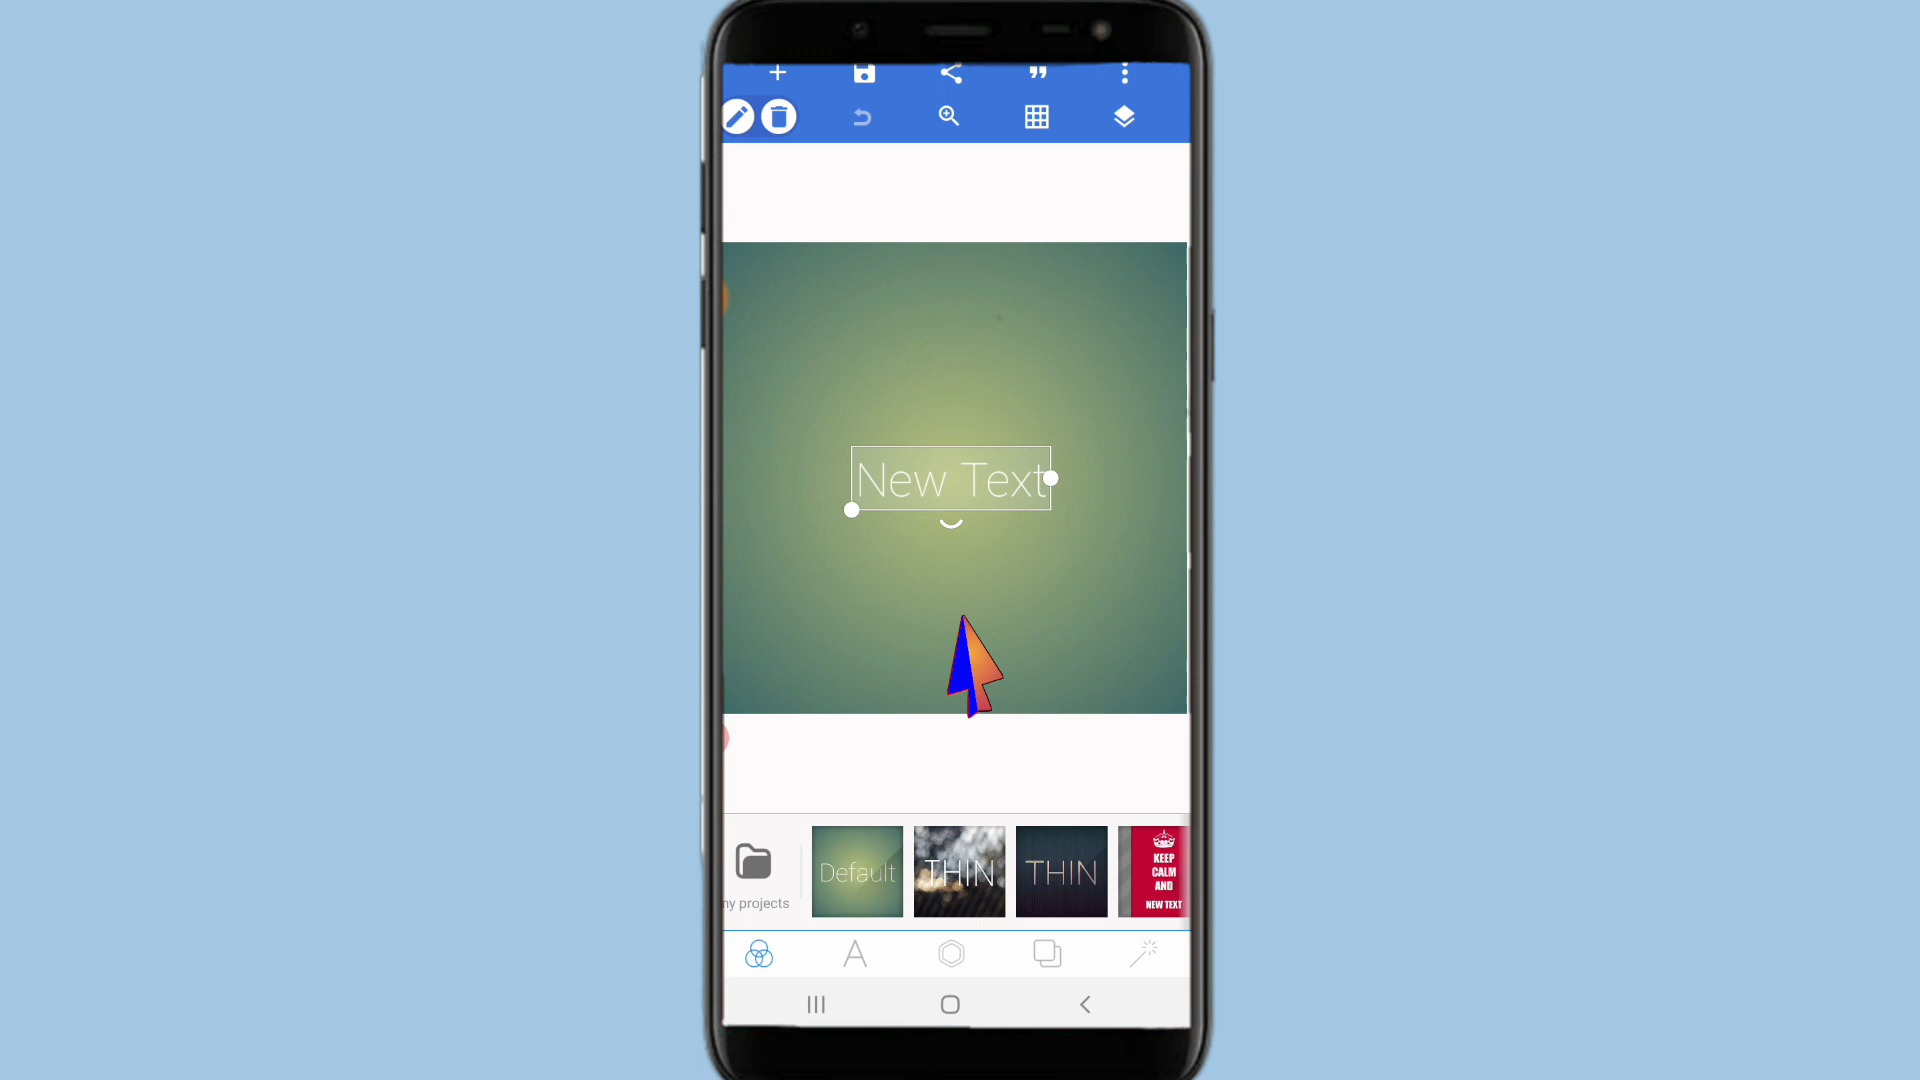 New Text
my projects
Default
THIN
THIN
KEEP
CALM
AND
NEW TEXT